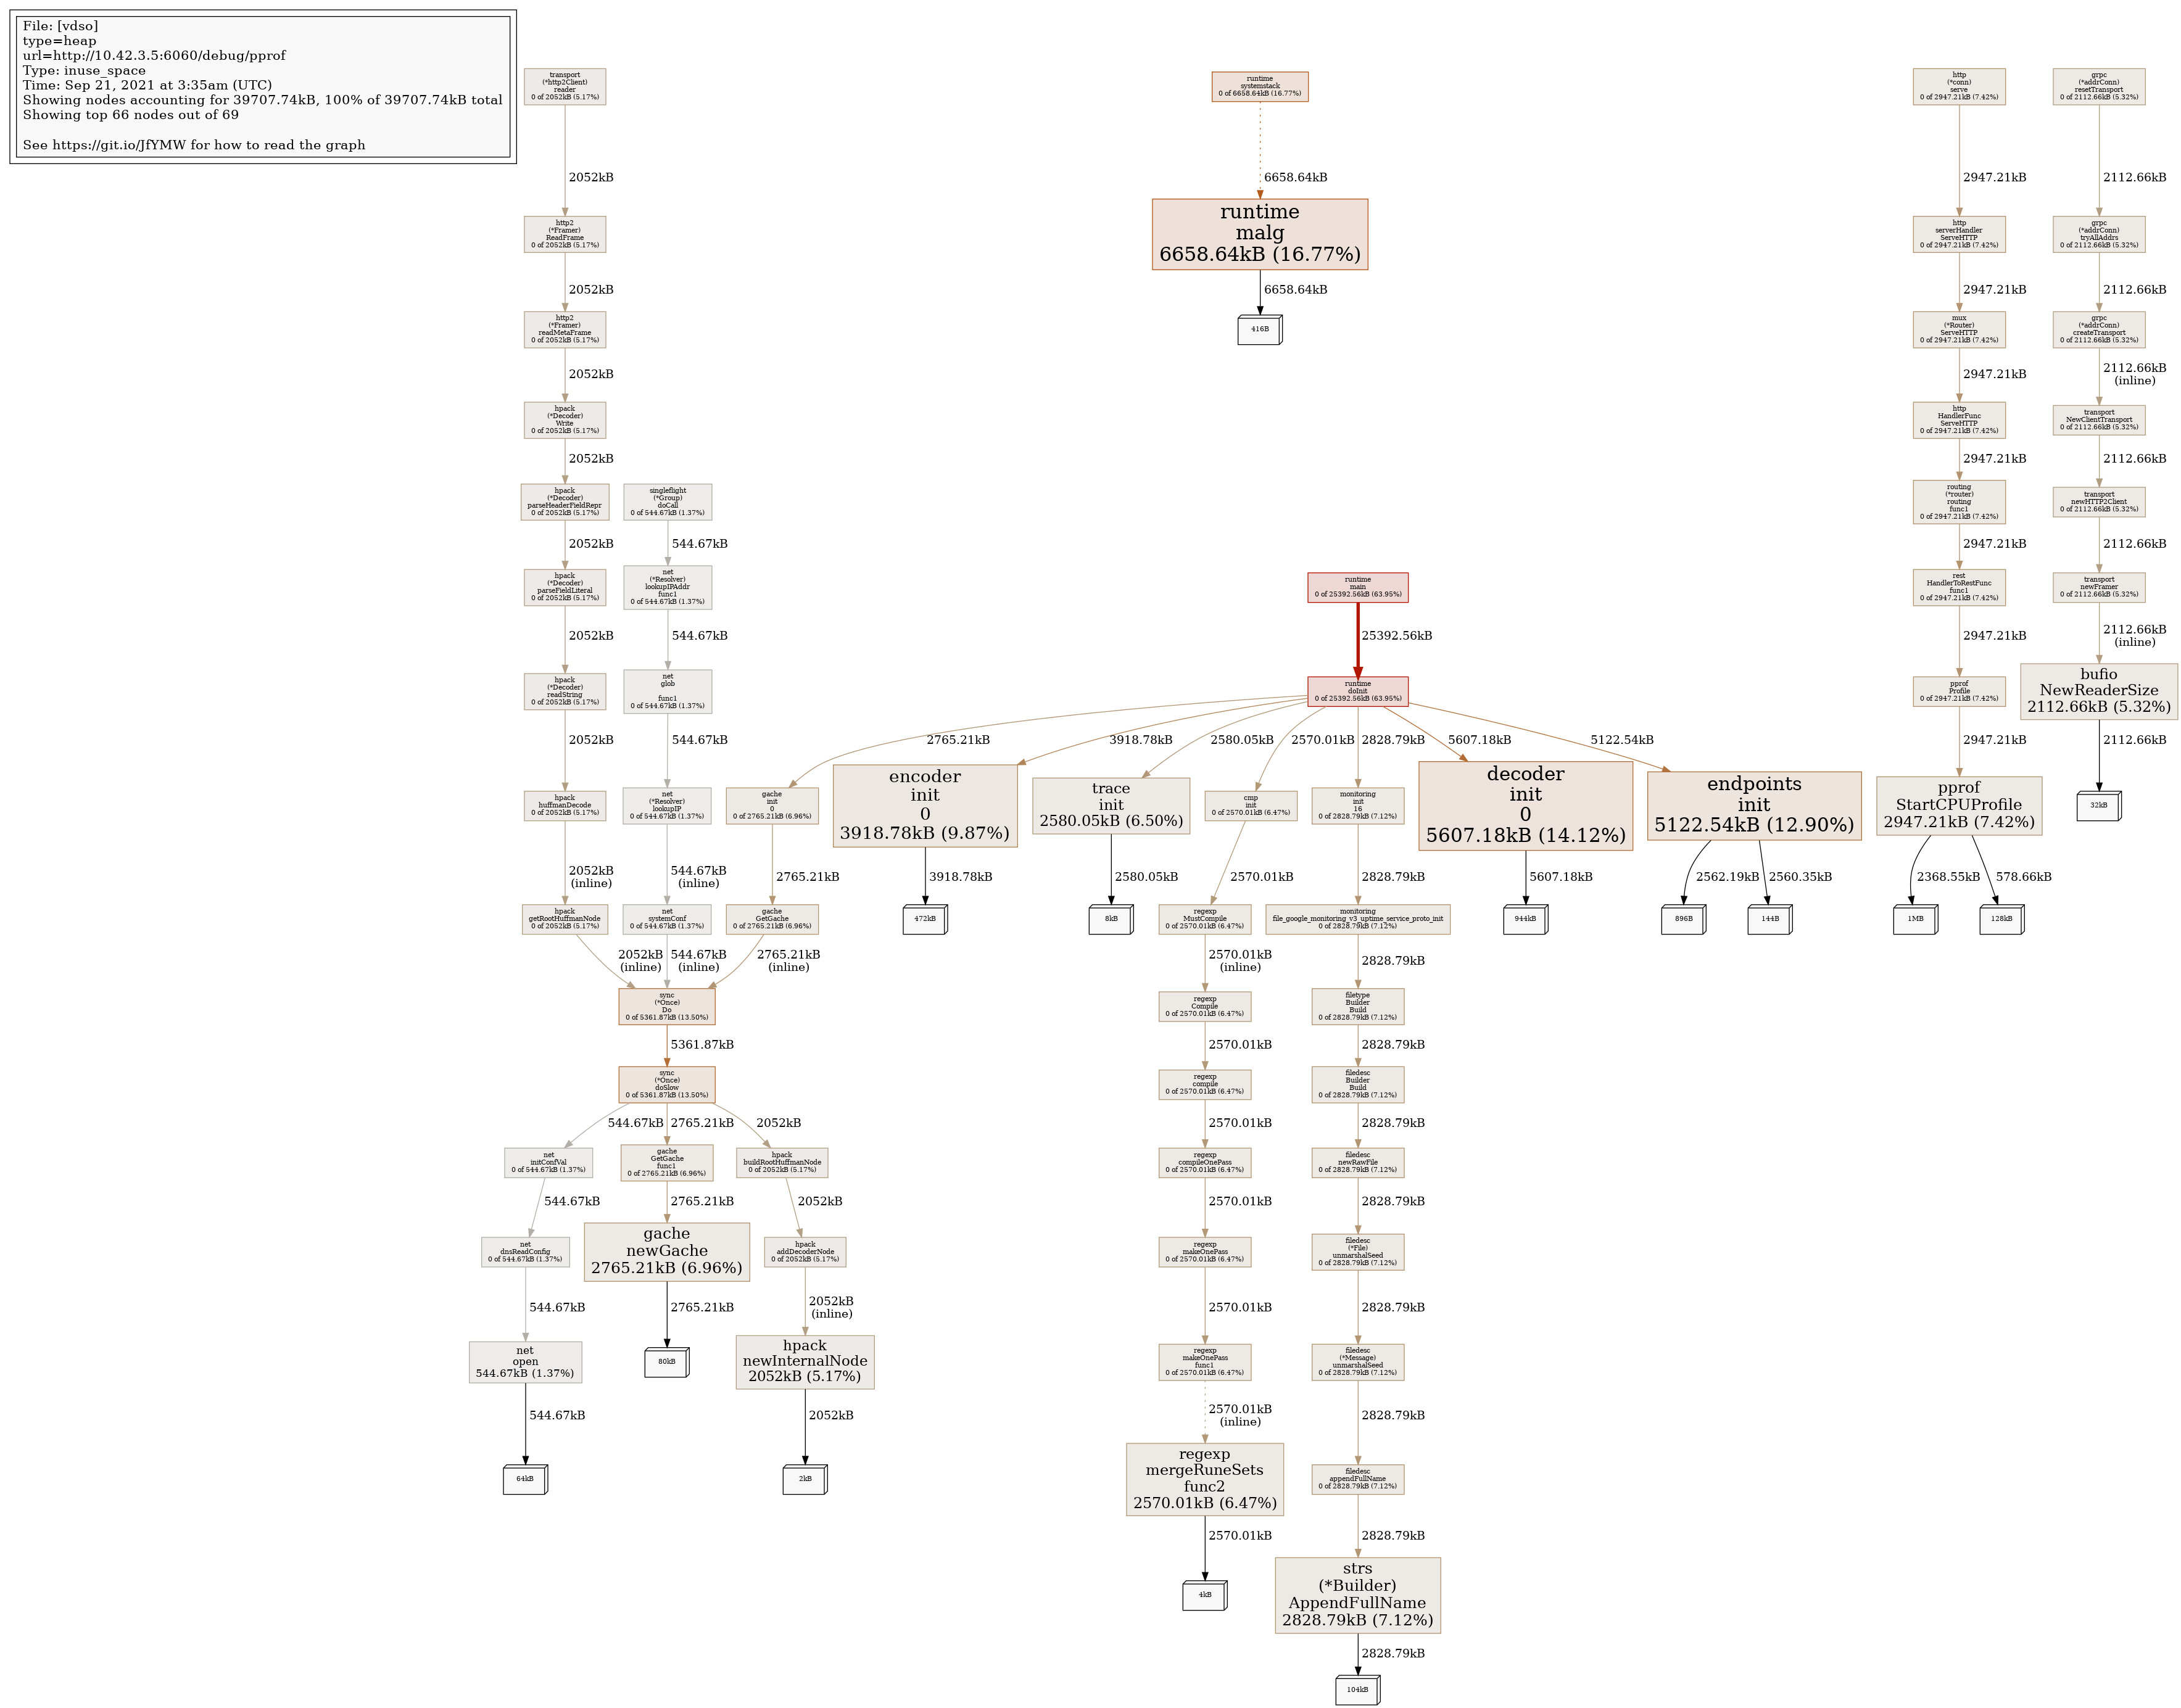 File: [vdso]
type=heap
url=http://10.42.3.5:6060/debug/pprof
Type: inuse_space
Time: Sep 21, 2021 at 3:35am (UTC)
Showing nodes accounting for 39707.74kB, 100% of 39707.74kB total
Showing top 66 nodes out of 69
See https://git.io/JfYMW for how to read the graph
transport
(*http2Client)
reader
0 of 2052kB (5.17%)
2052kB
http2
(*Framer)
ReadFrame
0 of 2052kB (5.17%)
2052kB
http2
(*Framer)
readMetaFrame
0 of 2052kB (5.17%)
2052kB
hpack
(*Decoder)
Write
0 of 2052kB (5.17%)
2052kB
hpack
(*Decoder)
parseHeaderFieldRepr
0 of 2052kB (5.17%)
2052kB
hpack
(*Decoder)
parseFieldLiteral
0 of 2052kB (5.17%)
2052kB
hpack
(*Decoder)
readString
0 of 2052kB (5.17%)
2052kB
hpack
huffmanDecode
0 of 2052kB (5.17%)
2052kB
(inline)
hpack
getRootHuffmanNode
0 of 2052kB (5.17%)
2052kB
(inline)
singleflight
(*Group)
doCall
0 of 544.67kB (1.37%)
544.67kB
net
(*Resolver)
lookupIPAddr
func1
0 of 544.67kB (1.37%)
544.67kB
net
glob
func1
0 of 544.67kB (1.37%)
544.67kB
net
(*Resolver)
lookupIP
0 of 544.67kB (1.37%)
544.67kB
(inline)
net
systemConf
0 of 544.67kB (1.37%)
544.67kB
(inline)
runtime
systemstack
0 of 6658.64kB (16.77%)
6658.64kB
runtime
malg
6658.64kB (16.77%)
6658.64kB
416B
runtime
main
0 of 25392.56kB (63.95%)
25392.56kB
runtime
doInit
0 of 25392.56kB (63.95%)
2765.21kB
3918.78kB
2580.05kB
2570.01kB
2828.79kB
5607.18kB
5122.54kB
gache
init
0
0 of 2765.21kB (6.96%)
2765.21kB
gache
GetGache
0 of 2765.21kB (6.96%)
2765.21kB
(inline)
sync
(*Once)
Do
0 of 5361.87kB (13.50%)
5361.87kB
sync
(*Once)
doSlow
0 of 5361.87kB (13.50%)
544.67kB
2765.21kB
2052kB
net
initConfVal
0 of 544.67kB (1.37%)
544.67kB
net
dnsReadConfig
0 of 544.67kB (1.37%)
544.67kB
net
open
544.67kB (1.37%)
544.67kB
64kB
gache
GetGache
func1
0 of 2765.21kB (6.96%)
2765.21kB
gache
newGache
2765.21kB (6.96%)
2765.21kB
80kB
hpack
buildRootHuffmanNode
0 of 2052kB (5.17%)
2052kB
hpack
addDecoderNode
0 of 2052kB (5.17%)
2052kB
(inline)
hpack
newInternalNode
2052kB (5.17%)
2052kB
2kB
encoder
init
0
3918.78kB (9.87%)
3918.78kB
472kB
trace
init
2580.05kB (6.50%)
2580.05kB
8kB
cmp
init
0 of 2570.01kB (6.47%)
2570.01kB
regexp
MustCompile
0 of 2570.01kB (6.47%)
2570.01kB
(inline)
regexp
Compile
0 of 2570.01kB (6.47%)
2570.01kB
regexp
compile
0 of 2570.01kB (6.47%)
2570.01kB
regexp
compileOnePass
0 of 2570.01kB (6.47%)
2570.01kB
regexp
makeOnePass
0 of 2570.01kB (6.47%)
2570.01kB
regexp
makeOnePass
func1
0 of 2570.01kB (6.47%)
2570.01kB
(inline)
regexp
mergeRuneSets
func2
2570.01kB (6.47%)
2570.01kB
4kB
monitoring
init
16
0 of 2828.79kB (7.12%)
2828.79kB
monitoring
file_google_monitoring_v3_uptime_service_proto_init
0 of 2828.79kB (7.12%)
2828.79kB
filetype
Builder
Build
0 of 2828.79kB (7.12%)
2828.79kB
filedesc
Builder
Build
0 of 2828.79kB (7.12%)
2828.79kB
filedesc
newRawFile
0 of 2828.79kB (7.12%)
2828.79kB
filedesc
(*File)
unmarshalSeed
0 of 2828.79kB (7.12%)
2828.79kB
filedesc
(*Message)
unmarshalSeed
0 of 2828.79kB (7.12%)
2828.79kB
filedesc
appendFullName
0 of 2828.79kB (7.12%)
2828.79kB
strs
(*Builder)
AppendFullName
2828.79kB (7.12%)
2828.79kB
104kB
decoder
init
0
5607.18kB (14.12%)
5607.18kB
944kB
endpoints
init
5122.54kB (12.90%)
2562.19kB
2560.35kB
896B
144B
http
(*conn)
serve
0 of 2947.21kB (7.42%)
2947.21kB
http
serverHandler
ServeHTTP
0 of 2947.21kB (7.42%)
2947.21kB
mux
(*Router)
ServeHTTP
0 of 2947.21kB (7.42%)
2947.21kB
http
HandlerFunc
ServeHTTP
0 of 2947.21kB (7.42%)
2947.21kB
routing
(*router)
routing
func1
0 of 2947.21kB (7.42%)
2947.21kB
rest
HandlerToRestFunc
func1
0 of 2947.21kB (7.42%)
2947.21kB
pprof
Profile
0 of 2947.21kB (7.42%)
2947.21kB
pprof
StartCPUProfile
2947.21kB (7.42%)
2368.55kB
578.66kB
1MB
128kB
grpc
(*addrConn)
resetTransport
0 of 2112.66kB (5.32%)
2112.66kB
grpc
(*addrConn)
tryAllAddrs
0 of 2112.66kB (5.32%)
2112.66kB
grpc
(*addrConn)
createTransport
0 of 2112.66kB (5.32%)
2112.66kB
(inline)
transport
NewClientTransport
0 of 2112.66kB (5.32%)
2112.66kB
transport
newHTTP2Client
0 of 2112.66kB (5.32%)
2112.66kB
transport
newFramer
0 of 2112.66kB (5.32%)
2112.66kB
(inline)
bufio
NewReaderSize
2112.66kB (5.32%)
2112.66kB
32kB